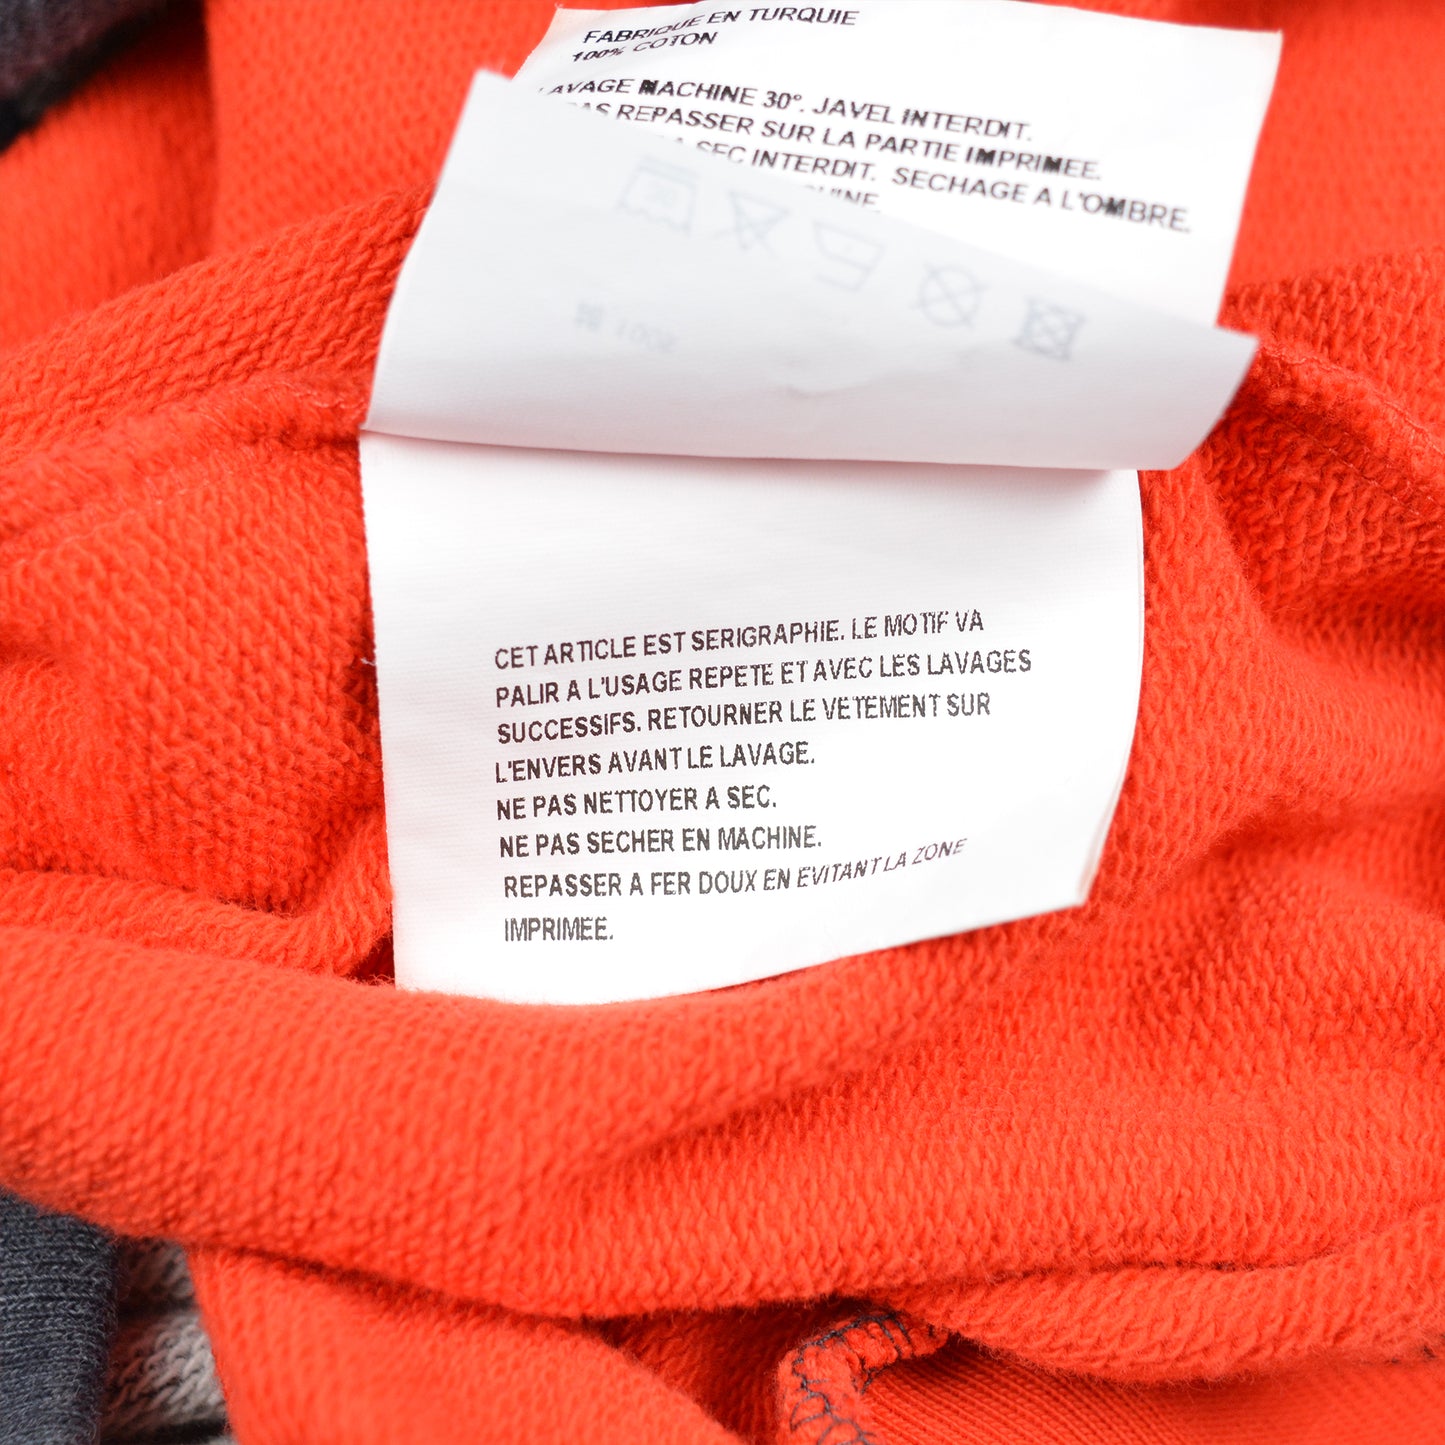 FABRIQUE EN TURQUIE
100% COTON
LAVAGE MACHINE 30°. JAVEL INTERDIT.
PAS REPASSER SUR LA PARTIE IMPRIMEE.
A SEC INTERDIT. SECHAGE A L'OMBRE.
CET ARTICLE EST SERIGRAPHIE. LE MOTIF VA
PALIR A L'USAGE REPETE ET AVEC LES LAVAGES
SUCCESSIFS. RETOURNER LE VETEMENT SUR
L'ENVERS AVANT LE LAVAGE.
NE PAS NETTOYER A SEC.
NE PAS SECHER EN MACHINE.
REPASSER A FER DOUX EN EVITANT LA ZONE
IMPRIMEE.